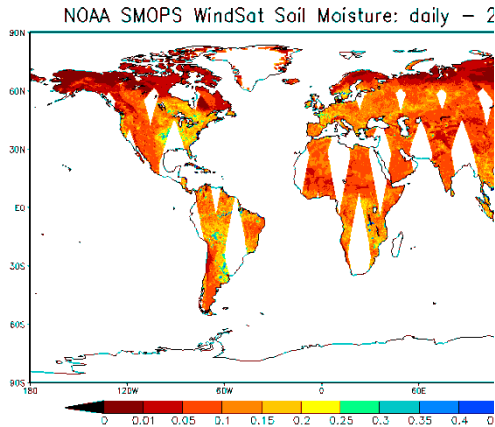 NOAA SMOPS WindSat Soil Moisture: daily – 2
90N
60N
30N
EQ
30S
60S
90S
180 120W 60W 0 60E
0 0.01 0.05 0.1 0.15 0.2 0.25 0.3 0.35 0.4